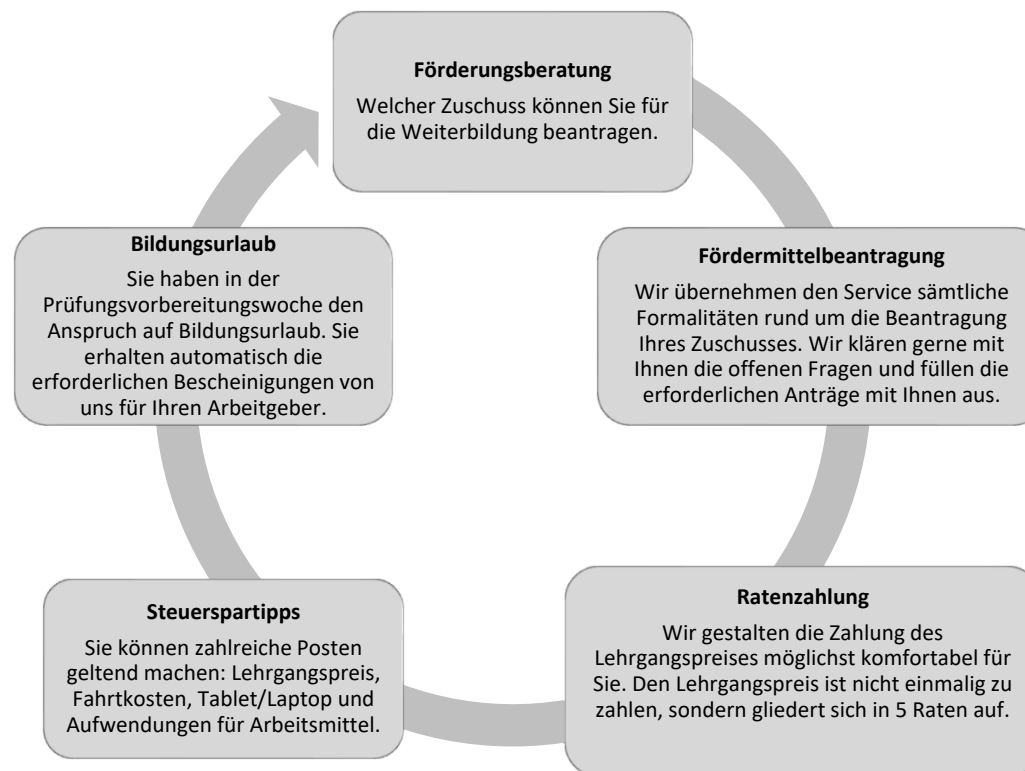 Förderungsberatung
Welcher Zuschuss können Sie für
die Weiterbildung beantragen.
Fördermittelbeantragung
Wir übernehmen den Service sämtliche
Formalitäten rund um die Beantragung
Ihres Zuschusses. Wir klären gerne mit
Ihnen die offenen Fragen und füllen die
erforderlichen Anträge mit Ihnen aus.
Ratenzahlung
Wir gestalten die Zahlung des
Lehrgangspreises möglichst komfortabel für
Sie. Den Lehrgangspreis ist nicht einmalig zu
zahlen, sondern gliedert sich in 5 Raten auf.
Steuerspartipps
Sie können zahlreiche Posten
geltend machen: Lehrgangspreis,
Fahrtkosten, Tablet/Laptop und
Aufwendungen für Arbeitsmittel.
Bildungsurlaub
Sie haben in der
Prüfungsvorbereitungswoche den
Anspruch auf Bildungsurlaub. Sie
erhalten automatisch die
erforderlichen Bescheinigungen von
uns für Ihren Arbeitgeber.